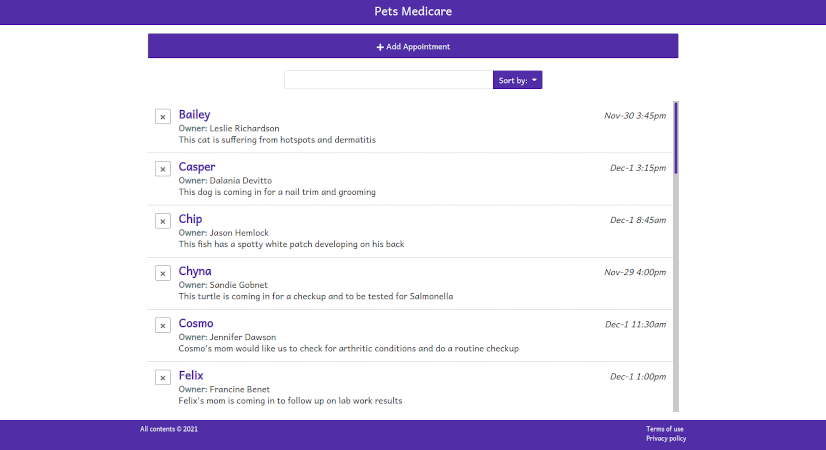 Pets Medicare
Add Appointment
Sort by:
Bailey
Nov-30 3:45pm
Owner: Leslie Richardson
This cat is suffering from hotspots and dermatitis
Casper
Dec-1 3:15pm
Owner: Dalania Devitto
This dog is coming in for a nail trim and grooming
Chip
Dec-1 8:45am
Owner: Jason Hemlock
This fish has a spotty white patch developing on his back
Chyna
Nov-29 4:00pm
Owner: Sandie Gobnet
This turtle is coming in for a checkup and to be tested for Salmonella
Cosmo
Dec-1 11:30am
Owner: Jennifer Dawson
Cosmo's mom would like us to check for arthritic conditions and do a routine checkup
Felix
Dec-1 1:00pm
Owner: Francine Benet
Felix's mom is coming in to follow up on lab work results
All contents © 2021
Terms of use
Privacy policy